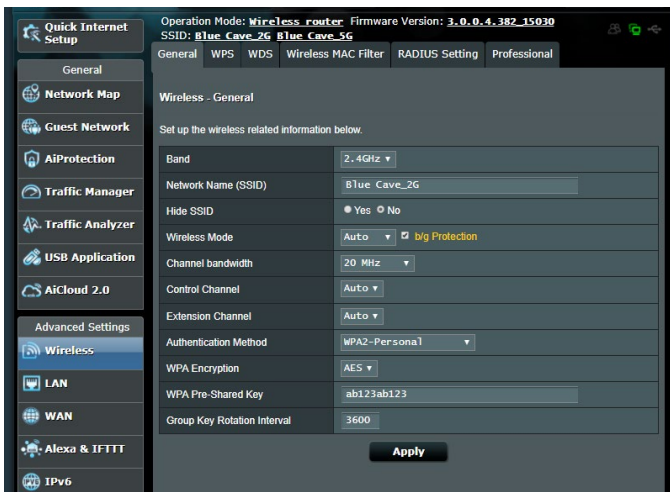 Quick Internet
Setup
Operation Mode: Wireless router Firmware Version: 3.0.0.4.382_15030
SSID: Blue Cave_2G Blue Cave_5G
General WPS WDS Wireless MAC Filter RADIUS Setting Professional
General
Network Map
Guest Network
AiProtection
Traffic Manager
Traffic Analyzer
USB Application
AiCloud 2.0
Advanced Settings
Wireless
LAN
WAN
Alexa & IFTTT
IPv6
Wireless - General
Set up the wireless related information below.
Band 2.4GHz
Network Name (SSID) Blue Cave_2G
Hide SSID Yes No
Wireless Mode Auto b/g Protection
Channel bandwidth 20 MHz
Control Channel Auto
Extension Channel Auto
Authentication Method WPA2-Personal
WPA Encryption AES
WPA Pre-Shared Key ab123ab123
Group Key Rotation Interval 3600
Apply